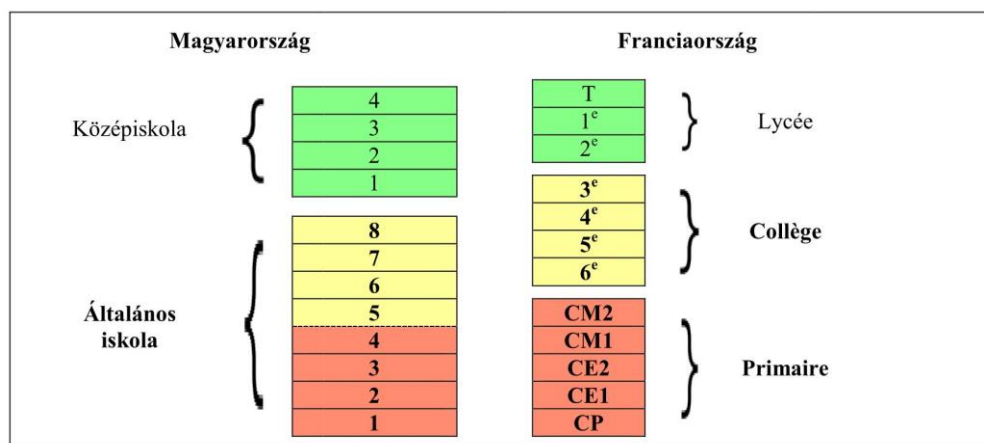 Magyarország
Középiskola
4
3
2
1
Általános
iskola
8
7
6
5
4
3
2
1
Franciaország
T
1e
2e
Lycée
3e
4e
5e
6e
Collège
CM2
CM1
CE2
CE1
CP
Primaire